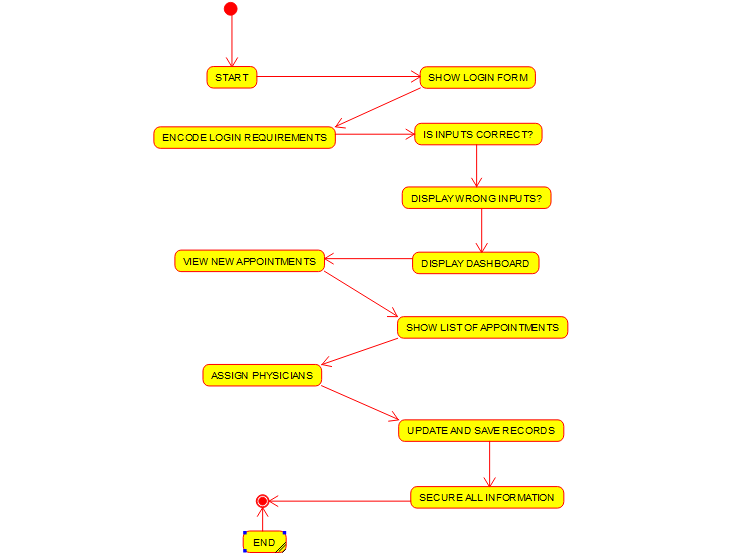 START
SHOW LOGIN FORM
ENCODE LOGIN REQUIREMENTS
IS INPUTS CORRECT?
DISPLAY WRONG INPUTS?
DISPLAY DASHBOARD
VIEW NEW APPOINTMENTS
SHOW LIST OF APPOINTMENTS
ASSIGN PHYSICIANS
UPDATE AND SAVE RECORDS
SECURE ALL INFORMATION
END